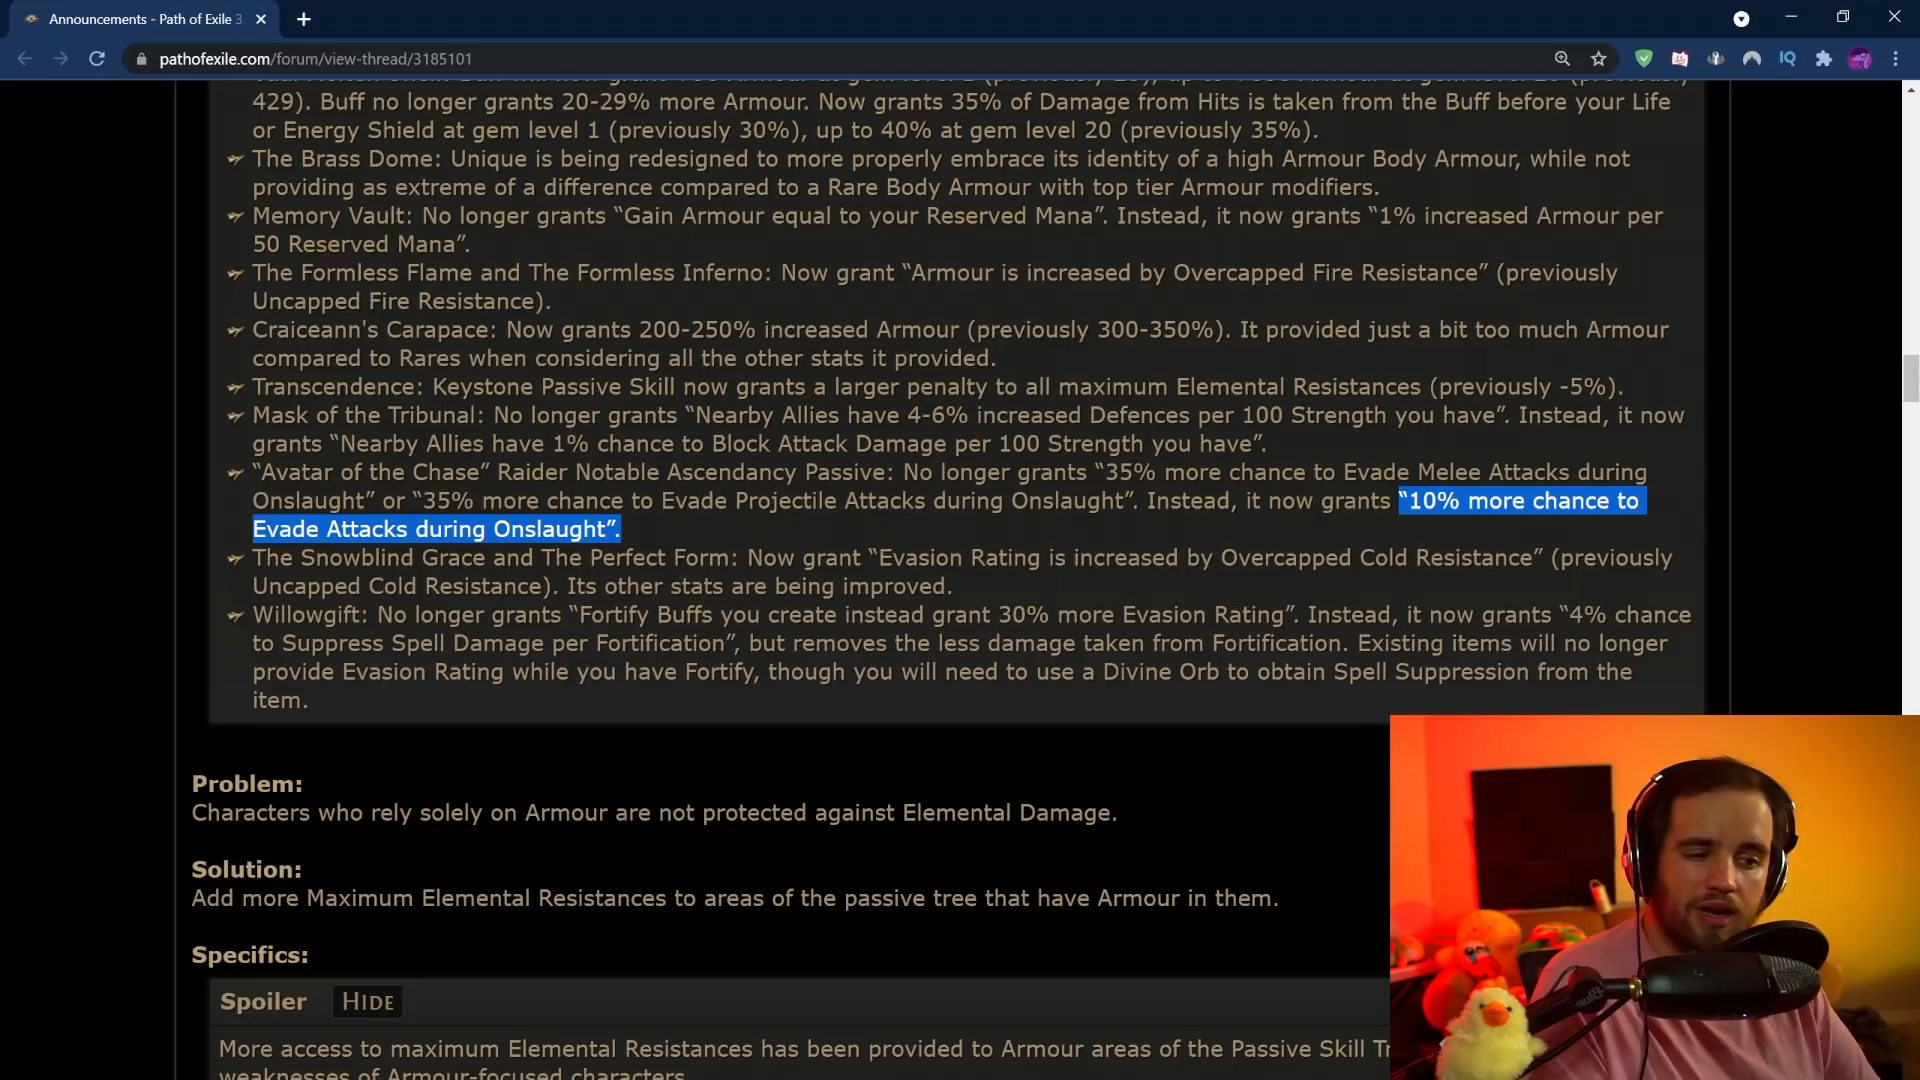 Announcements - Path of Exile 3
pathofexile.com/forum/view-thread/3185101
429). Buff no longer grants 20-29% more Armour. Now grants 35% of Damage from Hits is taken from the Buff before your Life
or Energy Shield at gem level 1 (previously 30%), up to 40% at gem level 20 (previously 35%).
The Brass Dome: Unique is being redesigned to more properly embrace its identity of a high Armour Body Armour, while not
providing as extreme of a difference compared to a Rare Body Armour with top tier Armour modifiers.
Memory Vault: No longer grants “Gain Armour equal to your Reserved Mana”. Instead, it now grants “1% increased Armour per
50 Reserved Mana”.
The Formless Flame and The Formless Inferno: Now grant “Armour is increased by Overcapped Fire Resistance” (previously
Uncapped Fire Resistance).
Craiceann's Carapace: Now grants 200-250% increased Armour (previously 300-350%). It provided just a bit too much Armour
compared to Rares when considering all the other stats it provided.
Transcendence: Keystone Passive Skill now grants a larger penalty to all maximum Elemental Resistances (previously -5%).
Mask of the Tribunal: No longer grants “Nearby Allies have 4-6% increased Defences per 100 Strength you have”. Instead, it now
grants “Nearby Allies have 1% chance to Block Attack Damage per 100 Strength you have”.
“Avatar of the Chase” Raider Notable Ascendancy Passive: No longer grants “35% more chance to Evade Melee Attacks during
Onslaught” or “35% more chance to Evade Projectile Attacks during Onslaught”. Instead, it now grants “10% more chance to
Evade Attacks during Onslaught”.
The Snowblind Grace and The Perfect Form: Now grant “Evasion Rating is increased by Overcapped Cold Resistance” (previously
Uncapped Cold Resistance). Its other stats are being improved.
Willowgift: No longer grants “Fortify Buffs you create instead grant 30% more Evasion Rating”. Instead, it now grants “4% chance
to Suppress Spell Damage per Fortification”, but removes the less damage taken from Fortification. Existing items will no longer
provide Evasion Rating while you have Fortify, though you will need to use a Divine Orb to obtain Spell Suppression from the
item.
Problem:
Characters who rely solely on Armour are not protected against Elemental Damage.
Solution:
Add more Maximum Elemental Resistances to areas of the passive tree that have Armour in them.
Specifics:
Spoiler HIDE
More access to maximum Elemental Resistances has been provided to Armour areas of the Passive Skill
weaknesses of Armour-focused characters